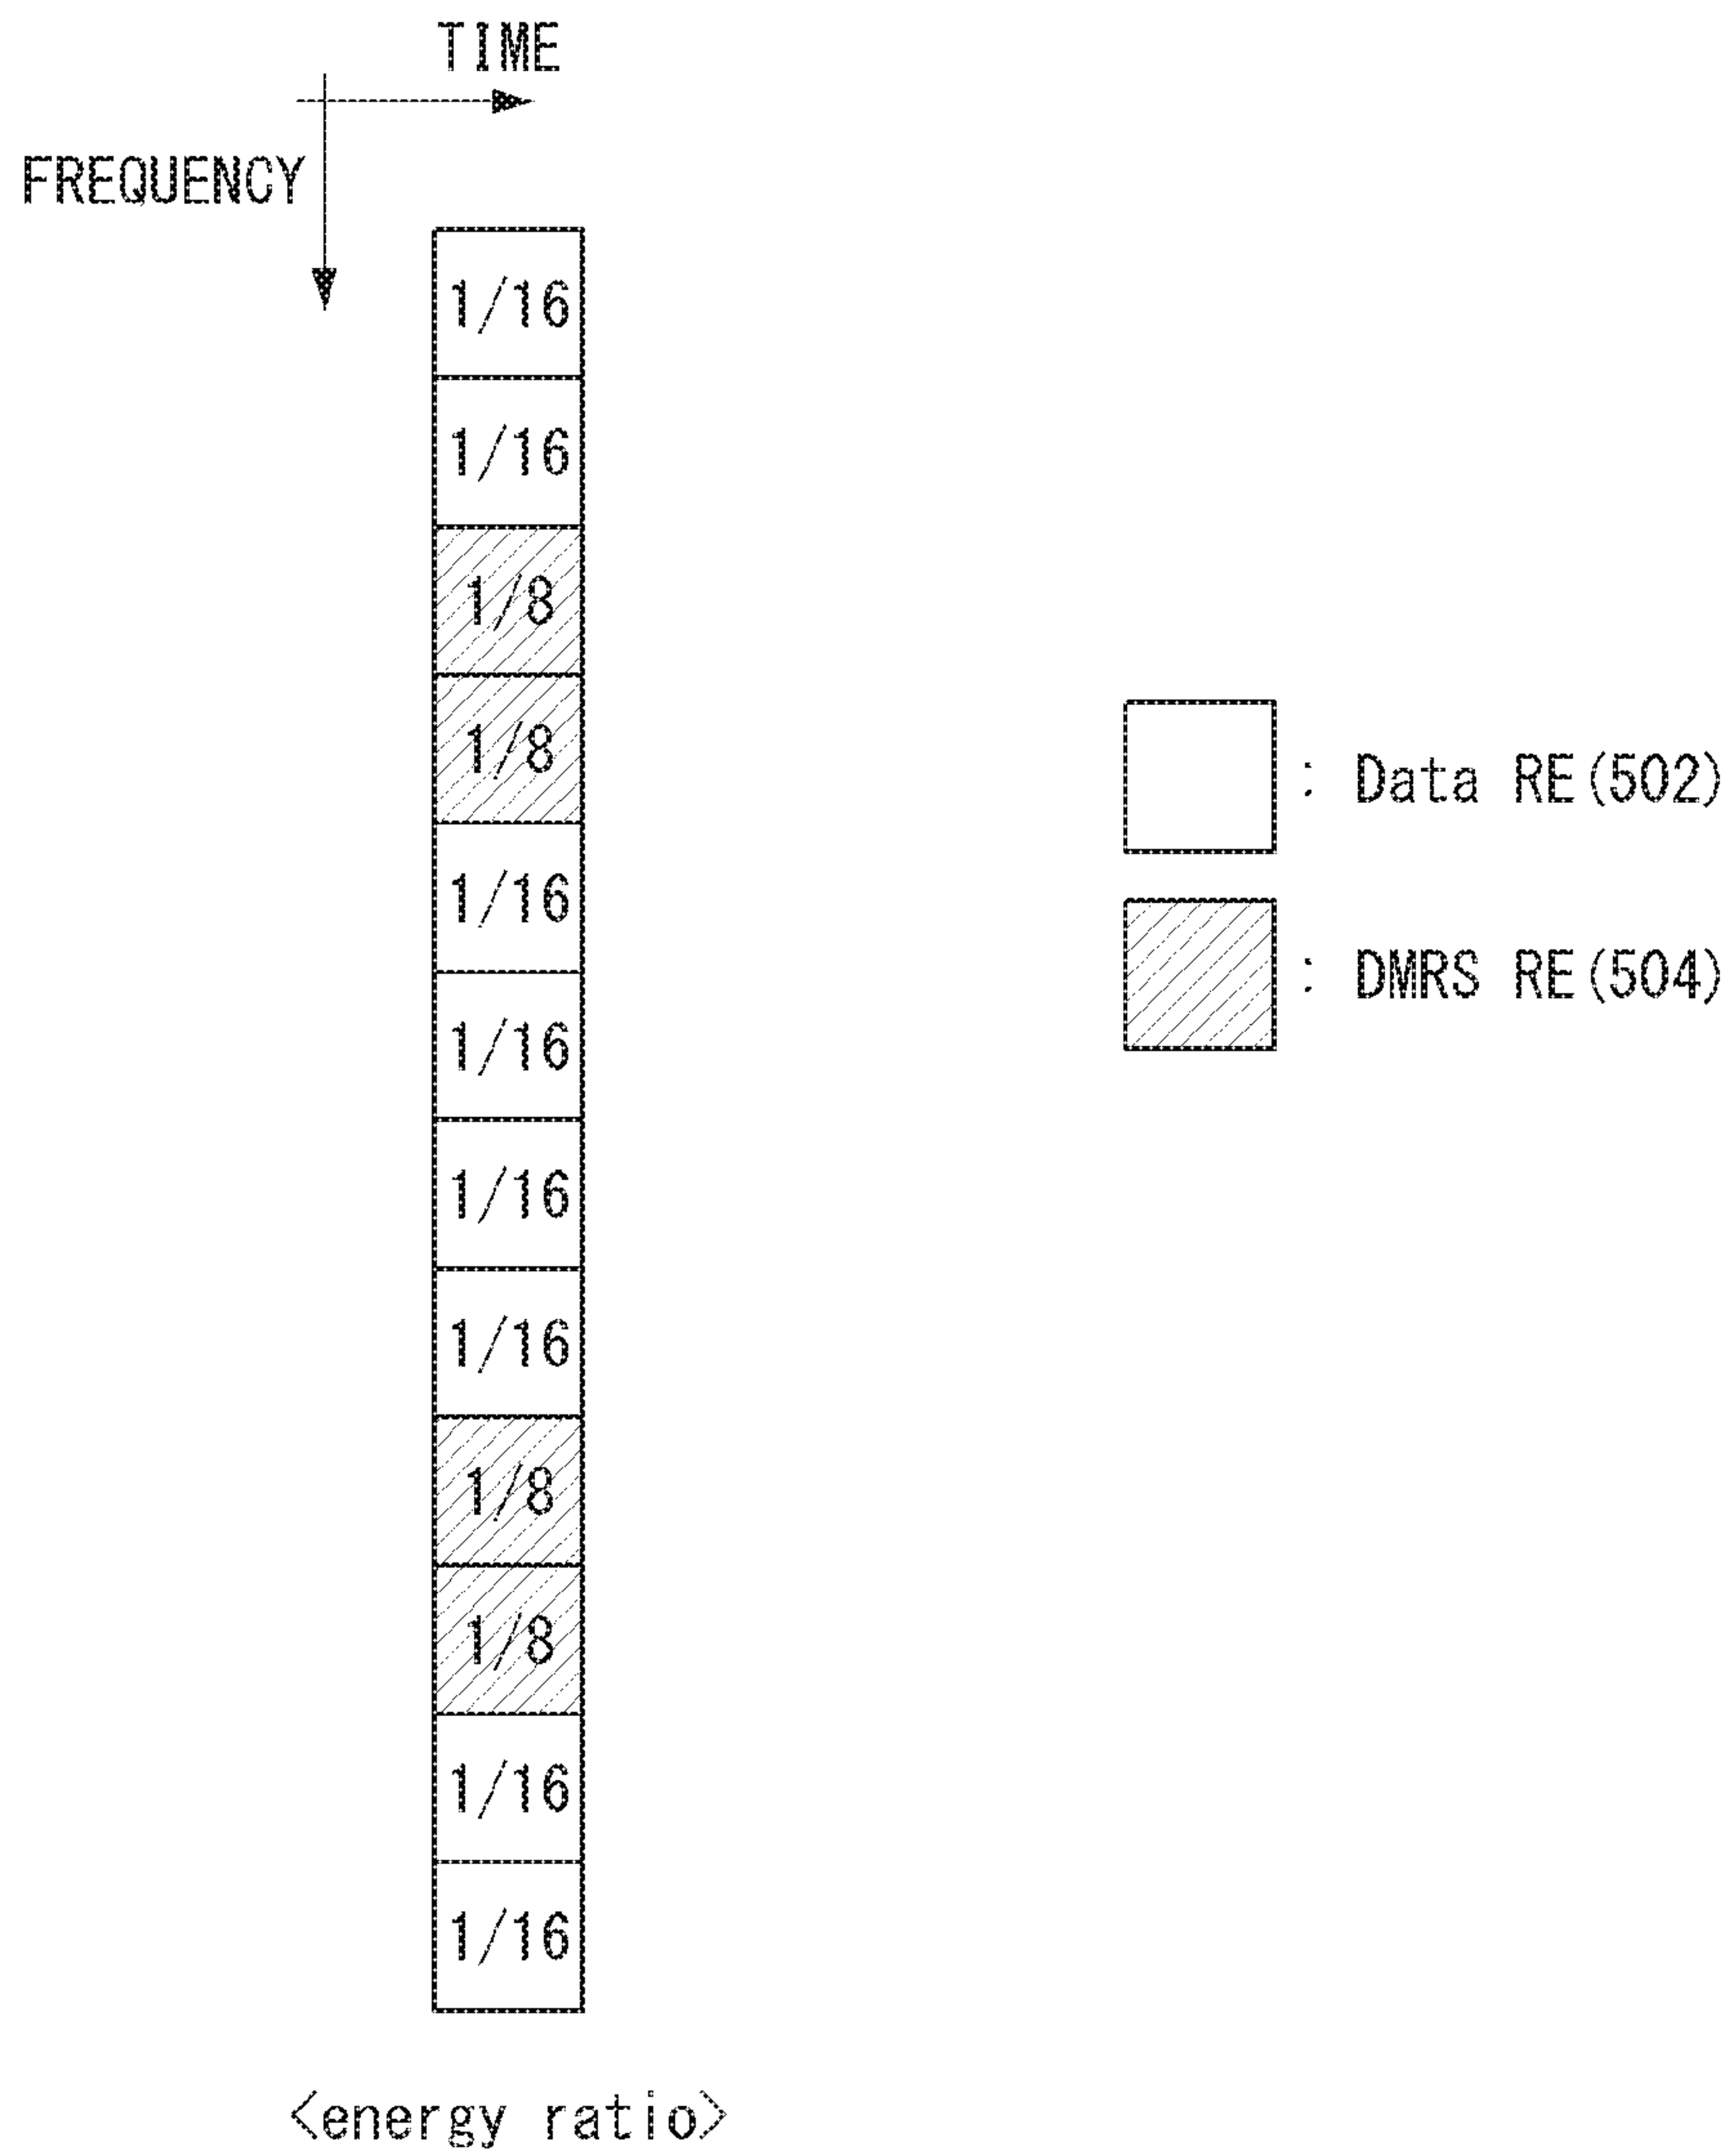 TIME
FREQUENCY
1/16
1/16
1/8
1/8
1/16
1/16
1/16
1/16
1/8
1/8
1/16
1/16
: Data RE(502)
: DMRS RE(504)
<energy ratio>